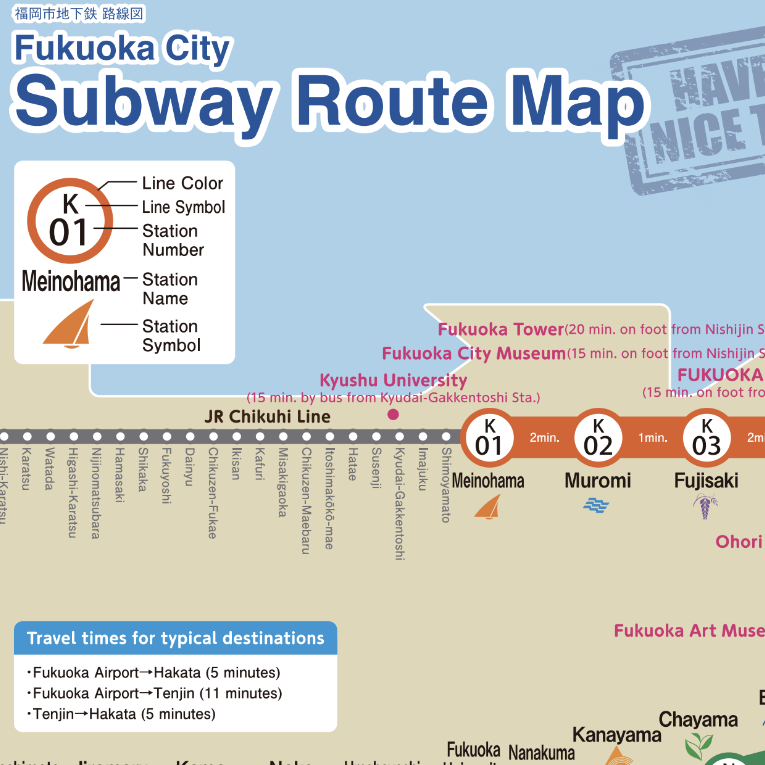 福岡市地下鉄 路線図
Fukuoka City
Subway Route Map
HAVE
NICE T
K
01
Line Color
Line Symbol
Station
Number
Meinohama
Station
Name
Station
Symbol
Fukuoka Tower(20 min. on foot from Nishijin S
Fukuoka City Museum(15 min. on foot from Nishijin S
Kyushu University
(15 min. by bus from Kyudai-Gakkentoshi Sta.)
FUKUOKA
(15 min. on foot fro
JR Chikuhi Line
K
01
2min.
K
02
1min.
K
03
2mi
Meinohama
Muromi
Fujisaki
Nishi-Karatsu
Karatsu
Watada
Higashi-Karatsu
Nijinomatsubara
Hamasaki
Shikaka
Fukuyoshi
Dainyu
Chikuzen-Fukae
Ikisan
Kafuri
Misakigaoka
Chikuzen-Maebaru
Itoshimakōkō-mae
Hatae
Susenji
Kyudai-Gakkentoshi
Imajuku
Shimoyamato
Ohori
Fukuoka Art Muse
Travel times for typical destinations
・Fukuoka Airport→Hakata (5 minutes)
・Fukuoka Airport→Tenjin (11 minutes)
・Tenjin→Hakata (5 minutes)
Chayama
Kanayama
Nanakuma
Fukuoka